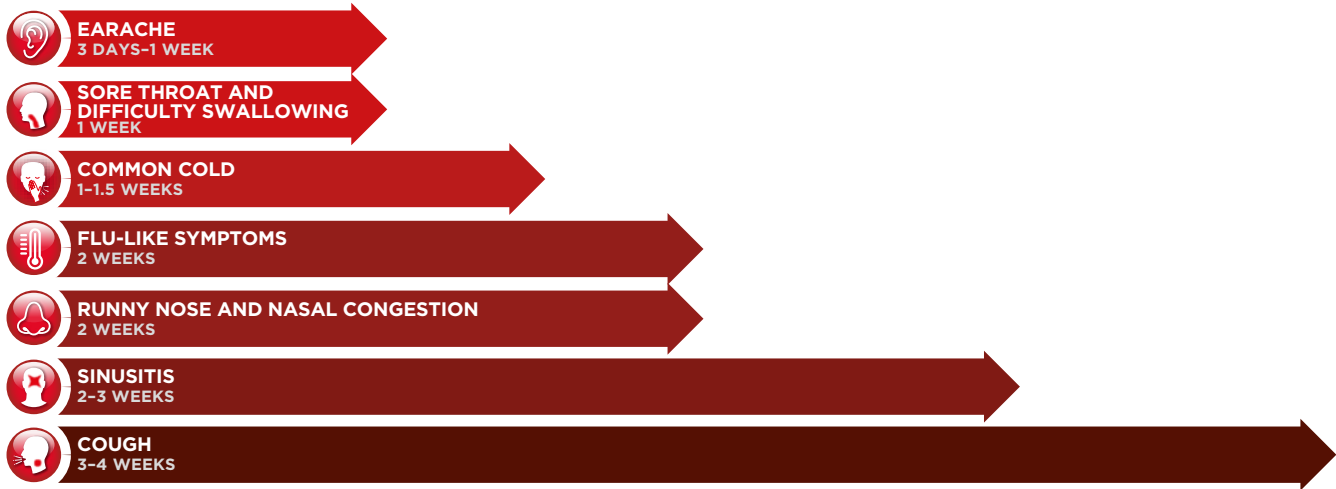 EARACHE
3 DAYS–1 WEEK
SORE THROAT AND
DIFFICULTY SWALLOWING
1 WEEK
COMMON COLD
1–1.5 WEEKS
FLU-LIKE SYMPTOMS
2 WEEKS
RUNNY NOSE AND NASAL CONGESTION
2 WEEKS
SINUSITIS
2–3 WEEKS
COUGH
3–4 WEEKS